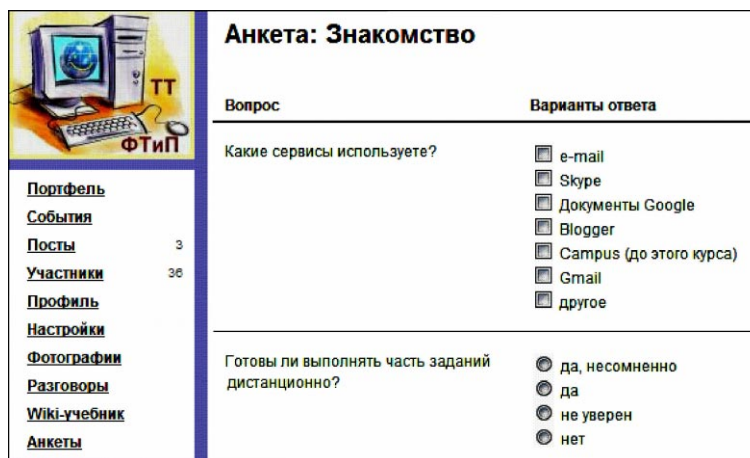 ТТ
ФТиП
Портфель
События
Посты 3
Участники 36
Профиль
Настройки
Фотографии
Разговоры
Wiki-учебник
Анкеты
Анкета: Знакомство
Вопрос Варианты ответа
Какие сервисы используете?
e-mail
Skype
Документы Google
Blogger
Campus (до этого курса)
Gmail
другое
Готовы ли выполнять часть заданий
дистанционно?
да, несомненно
да
не уверен
нет